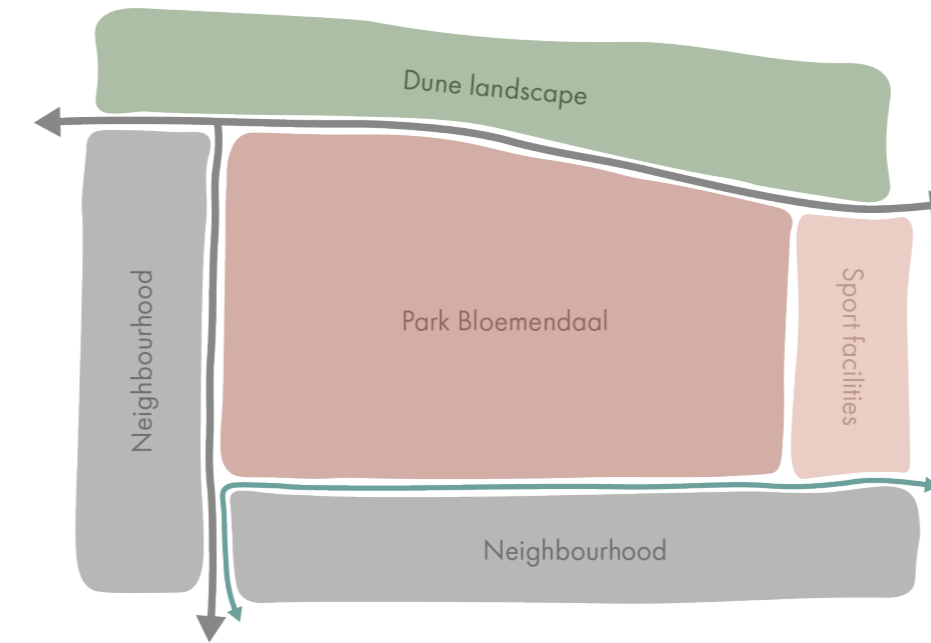 Dune landscape
Neighbourhood
Park Bloemendaal
Sport facilities
Neighbourhood